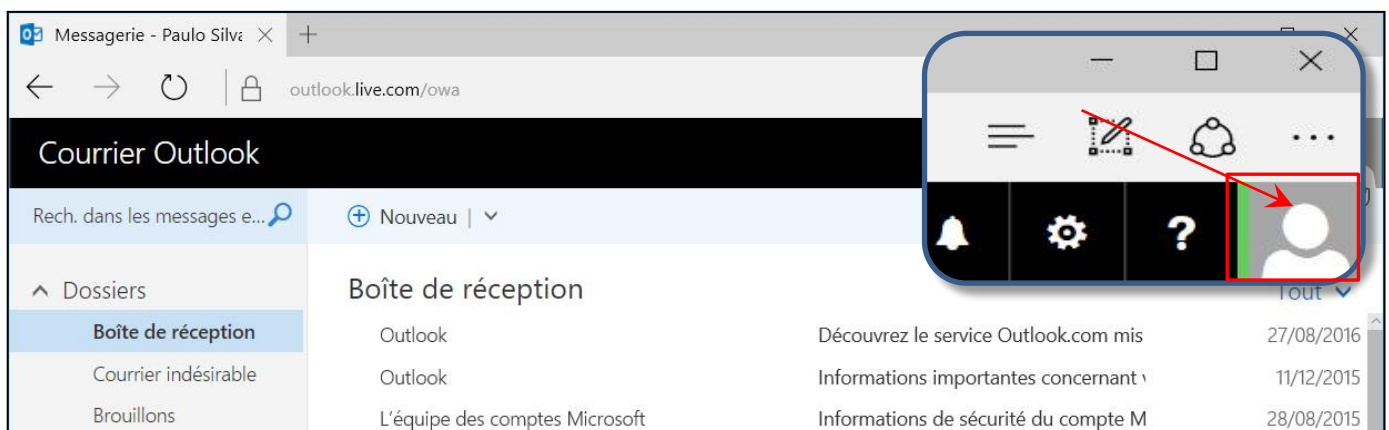 Messagerie - Paulo Silva
outlook.live.com/owa
Courrier Outlook
Rech. dans les messages e...
Nouveau
Dossiers
Boîte de réception
Tout
Boîte de réception
Outlook
Découvrez le service Outlook.com mis
27/08/2016
Courrier indésirable
Outlook
Informations importantes concernant
11/12/2015
Brouillons
L'équipe des comptes Microsoft
Informations de sécurité du compte M
28/08/2015